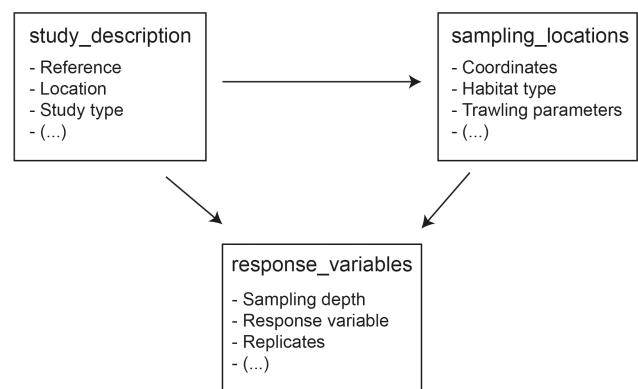 study_description
- Reference
- Location
- Study type
- (...)
sampling_locations
- Coordinates
- Habitat type
- Trawling parameters
- (...)
response_variables
- Sampling depth
- Response variable
- Replicates
- (...)